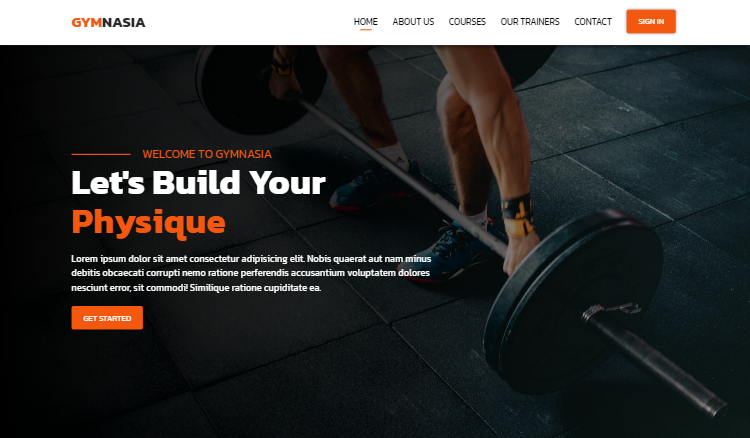 GYMNASIA
HOME ABOUT US COURSES OUR TRAINERS CONTACT SIGN IN
WELCOME TO GYMNASIA
Let's Build Your
Physique
Lorem ipsum dolor sit amet consectetur adipisicing elit. Nobis quaerat aut nam minus
debitis obcaecati corrupti nemo ratione perferendis accusantium voluptatem dolores
nesciunt error, sit commodi! Similique ratione cupiditate ea.
GET STARTED